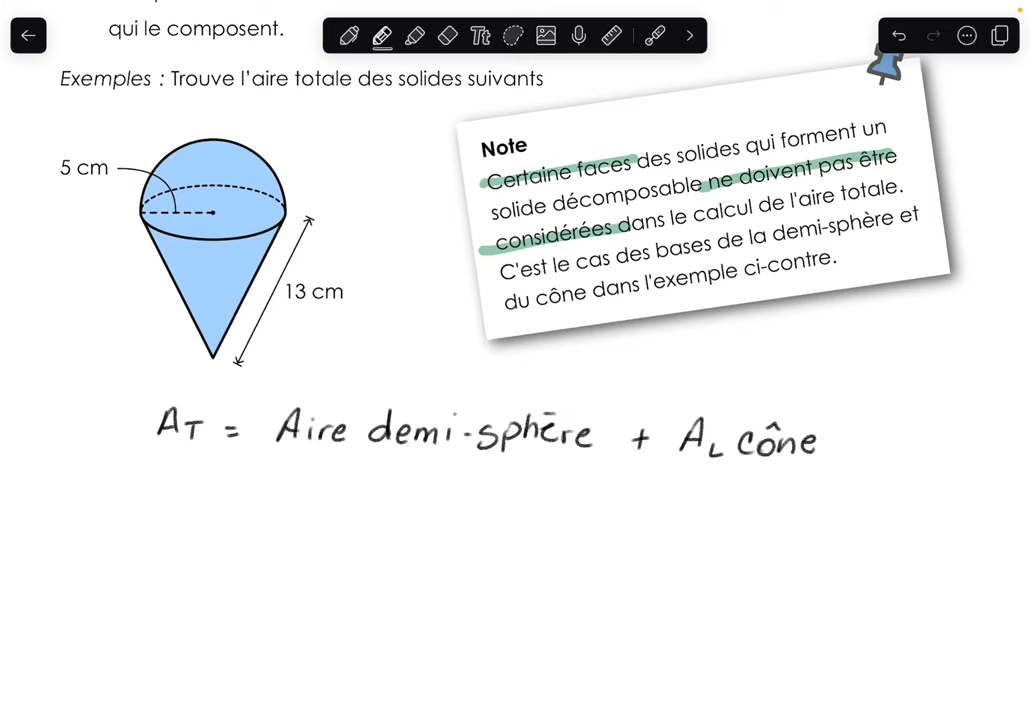 qui le composent.
Tt
Exemples : Trouve l'aire totale des solides suivants
5 cm
13 cm
Note
Certaine faces des solides qui forment un
solide décomposable ne doivent pas être
considérées dans le calcul de l'aire totale.
C'est le cas des bases de la demi-sphère et
du cône dans l'exemple ci-contre.
AT = Aire demi-sphère + AL cône